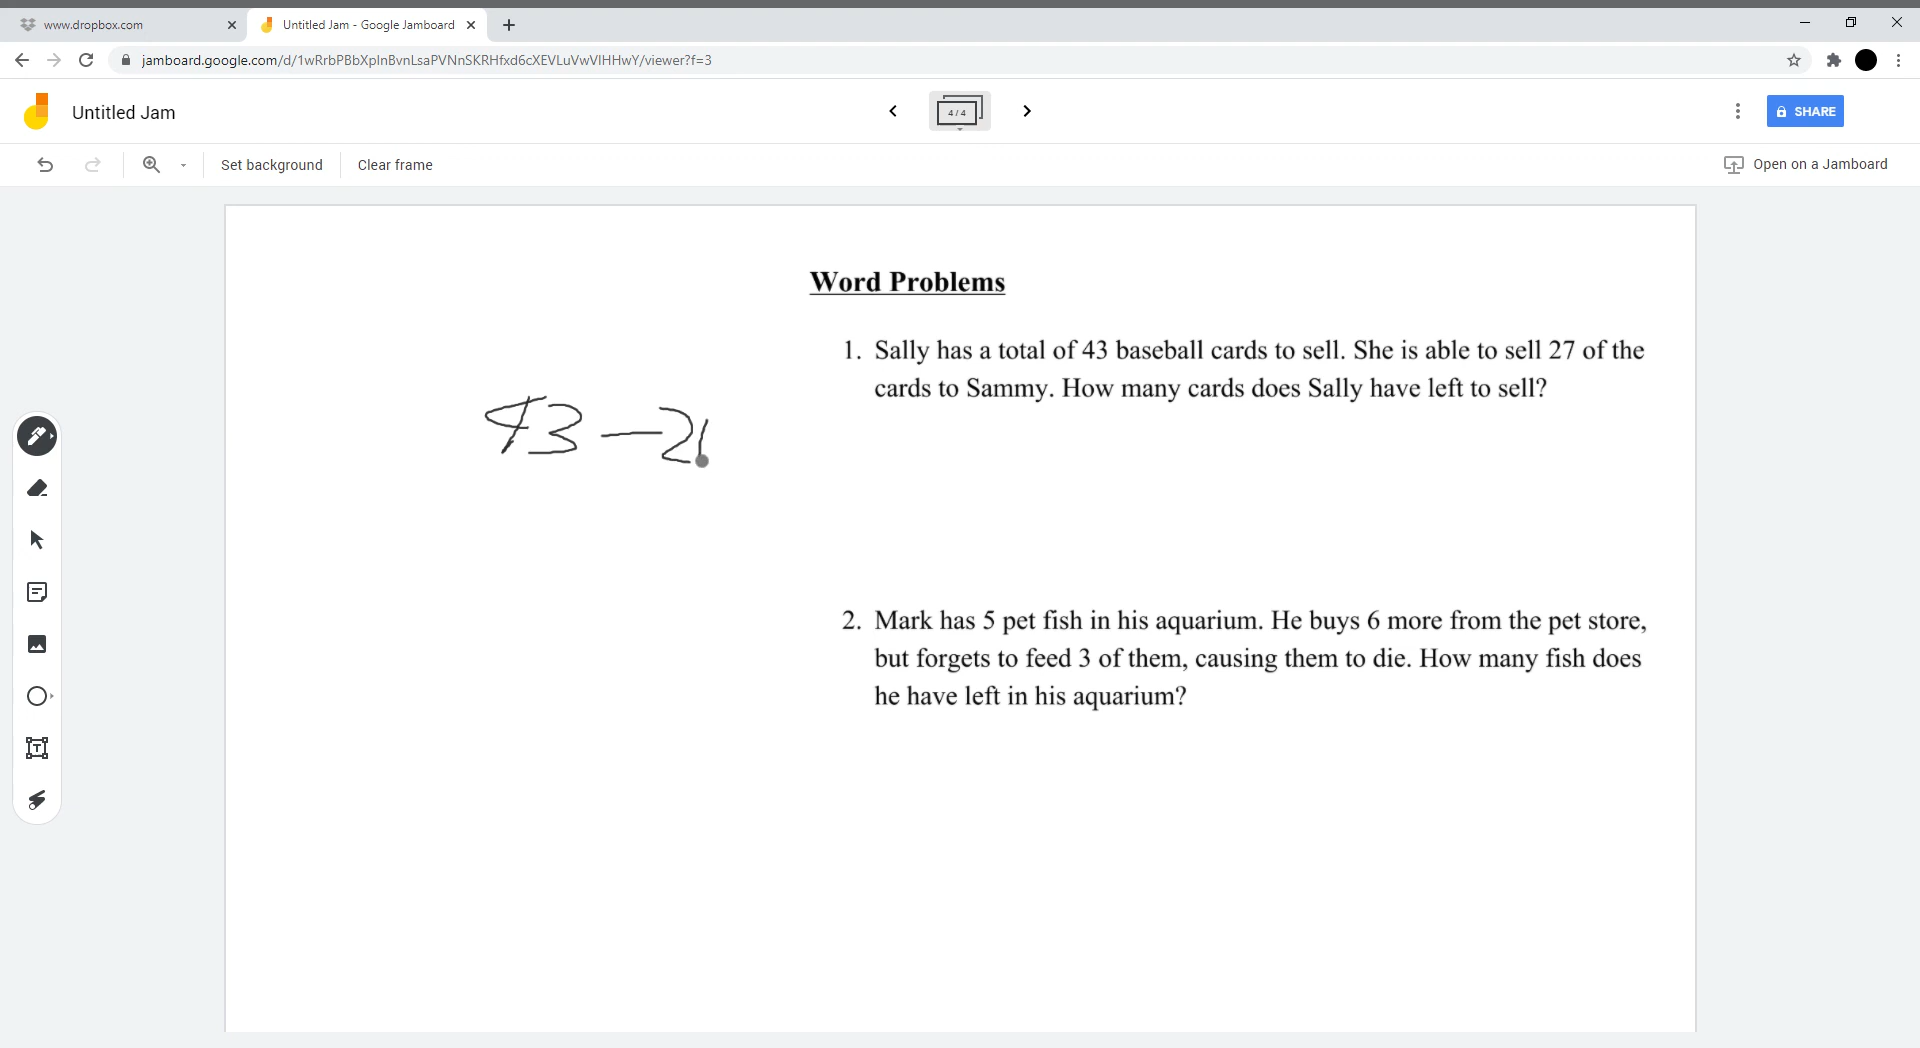 www.dropbox.com
Untitled Jam - Google Jamboard
jamboard.google.com/d/1wRrbPBbXpInBvnLsaPVNnSKRHfxd6cXEVLuVwVIHHwY/viewer?f=3
Untitled Jam
4 / 4
SHARE
Set background
Clear frame
Open on a Jamboard
Word Problems
1. Sally has a total of 43 baseball cards to sell. She is able to sell 27 of the
cards to Sammy. How many cards does Sally have left to sell?
43 - 2
2. Mark has 5 pet fish in his aquarium. He buys 6 more from the pet store,
but forgets to feed 3 of them, causing them to die. How many fish does
he have left in his aquarium?